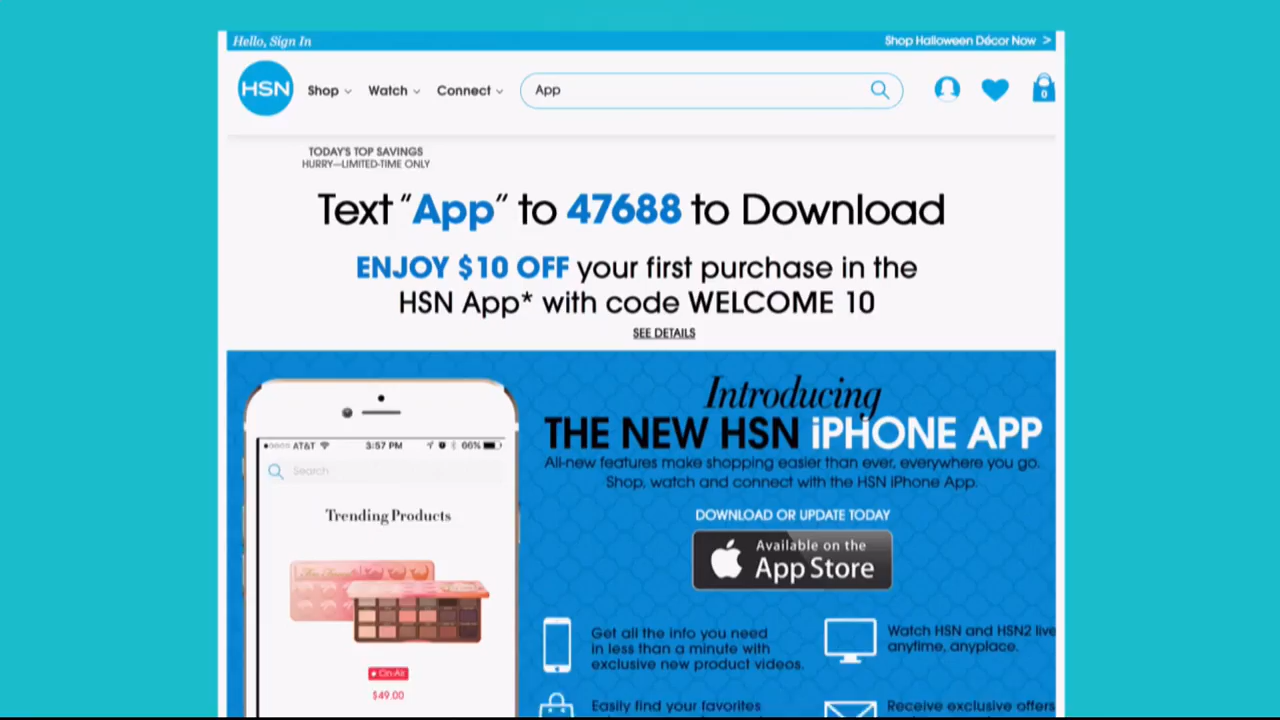 Hello, Sign In
Shop Halloween Décor Now >
HSN
Shop
Watch
Connect
App
0
TODAY'S TOP SAVINGS
HURRY—LIMITED-TIME ONLY
Text "App" to 47688 to Download
ENJOY $10 OFF your first purchase in the
HSN App* with code WELCOME 10
SEE DETAILS
AT&T
3:57 PM
66%
Search
Trending Products
On-Air
$49.00
Introducing
THE NEW HSN iPHONE APP
All-new features make shopping easier than ever, everywhere you go.
Shop, watch and connect with the HSN iPhone App.
DOWNLOAD OR UPDATE TODAY
Available on the
App Store
Get all the info you need
in less than a minute with
exclusive new product videos.
Watch HSN and HSN2 live
anytime, anyplace.
Easily find your favorites
Receive exclusive offers